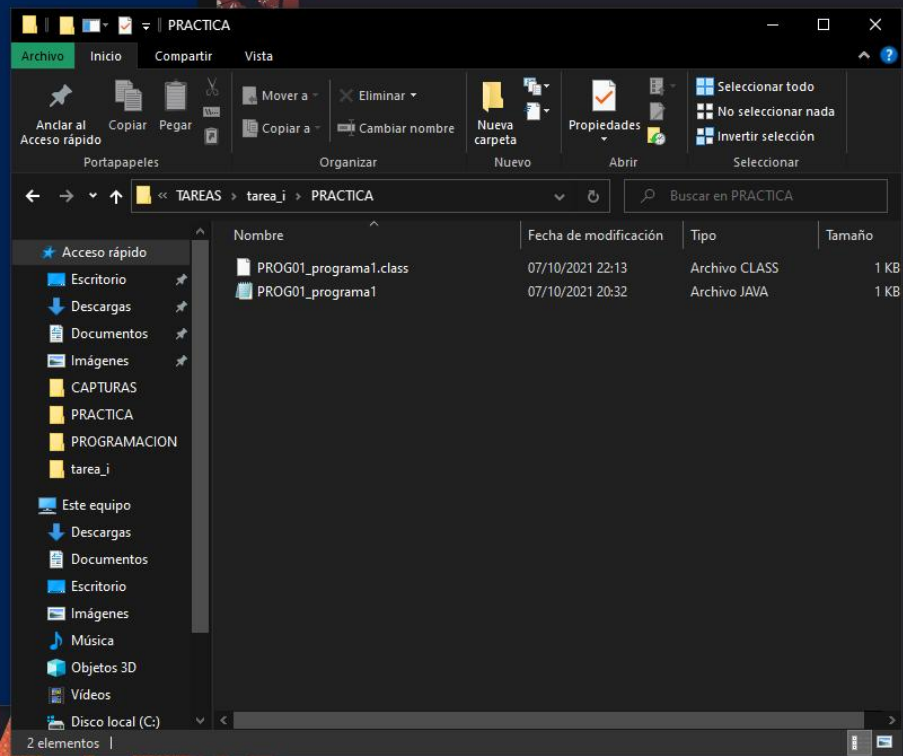 PRACTICA
Archivo Inicio Compartir Vista
Anclar al Acceso rápido
Copiar
Pegar
Mover a
Copiar a
Eliminar
Cambiar nombre
Nueva carpeta
Propiedades
Seleccionar todo
No seleccionar nada
Invertir selección
Portapapeles Organizar Nuevo Abrir Seleccionar
« TAREAS › tarea_i › PRACTICA
Buscar en PRACTICA
Nombre Fecha de modificación Tipo Tamaño
PROG01_programa1.class 07/10/2021 22:13 Archivo CLASS 1 KB
PROG01_programa1 07/10/2021 20:32 Archivo JAVA 1 KB
Acceso rápido
Escritorio
Descargas
Documentos
Imágenes
CAPTURAS
PRACTICA
PROGRAMACION
tarea_i
Este equipo
Descargas
Documentos
Escritorio
Imágenes
Música
Objetos 3D
Vídeos
Disco local (C:)
2 elementos